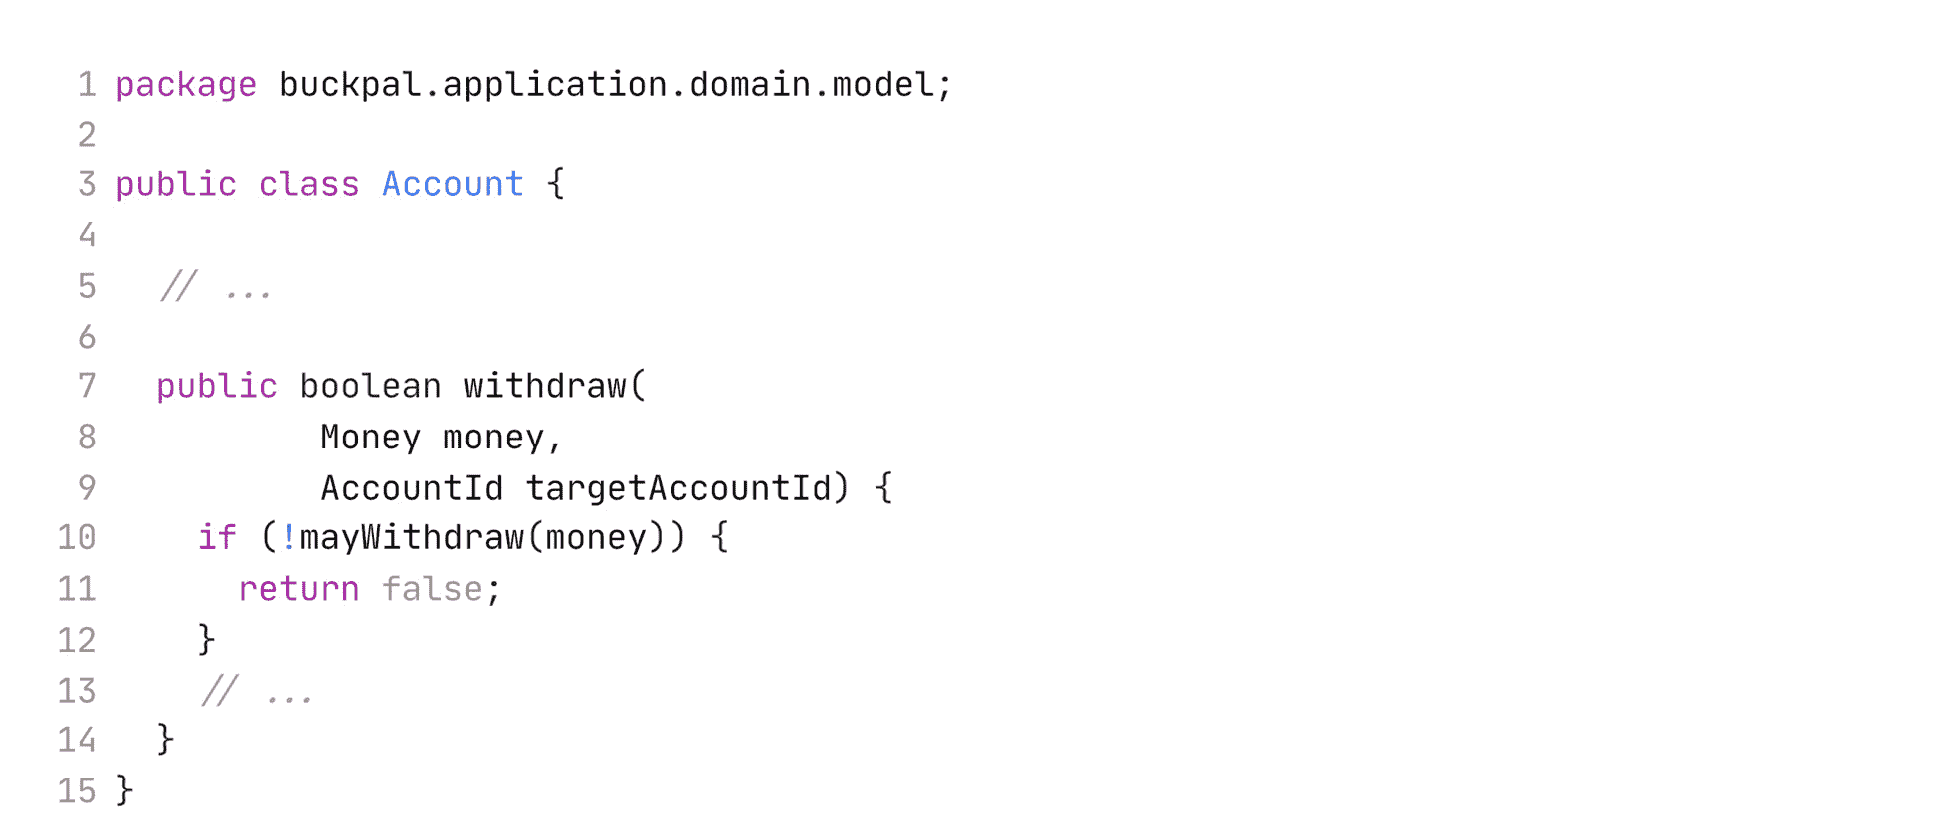 1 package buckpal.application.domain.model;
2
3 public class Account {
4
5   // ...
6
7   public boolean withdraw(
8           Money money,
9           AccountId targetAccountId) {
10     if (!mayWithdraw(money)) {
11       return false;
12     }
13     // ...
14   }
15 }